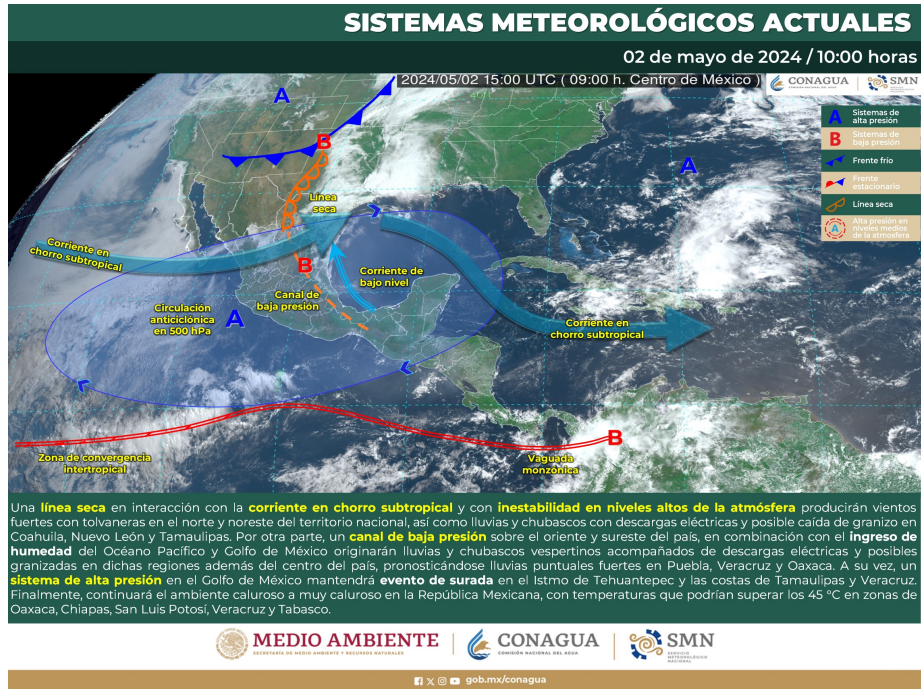 SISTEMAS METEOROLÓGICOS ACTUALES
02 de mayo de 2024 / 10:00 horas
2024/05/02 15:00 UTC ( 09:00 h. Centro de México )
CONAGUA
COMISIÓN NACIONAL DEL AGUA
SMN
A
A
Sistemas de
alta presión
B
Sistemas de
baja presión
Frente frío
Frente
estacionario
Línea seca
A
Alta presión en
niveles medios
de la atmósfera
B
A
Línea
seca
Corriente en
chorro subtropical
B
Corriente de
bajo nivel
Canal de
baja presión
Circulación
anticiclónica
en 500 hPa
A
Corriente en
chorro subtropical
B
Zona de convergencia
intertropical
Vaguada
monzónica
Una línea seca en interacción con la corriente en chorro subtropical y con inestabilidad en niveles altos de la atmósfera producirán vientos
fuertes con tolvaneras en el norte y noreste del territorio nacional, así como lluvias y chubascos con descargas eléctricas y posible caída de granizo en
Coahuila, Nuevo León y Tamaulipas. Por otra parte, un canal de baja presión sobre el oriente y sureste del país, en combinación con el ingreso de
humedad del Océano Pacífico y Golfo de México originarán lluvias y chubascos vespertinos acompañados de descargas eléctricas y posibles
granizadas en dichas regiones además del centro del país, pronosticándose lluvias puntuales fuertes en Puebla, Veracruz y Oaxaca. A su vez, un
sistema de alta presión en el Golfo de México mantendrá evento de surada en el Istmo de Tehuantepec y las costas de Tamaulipas y Veracruz.
Finalmente, continuará el ambiente caluroso a muy caluroso en la República Mexicana, con temperaturas que podrían superar los 45 °C en zonas de
Oaxaca, Chiapas, San Luis Potosí, Veracruz y Tabasco.
MEDIO AMBIENTE
SECRETARÍA DE MEDIO AMBIENTE Y RECURSOS NATURALES
CONAGUA
COMISIÓN NACIONAL DEL AGUA
SMN
SERVICIO
METEOROLÓGICO
NACIONAL
gob.mx/conagua